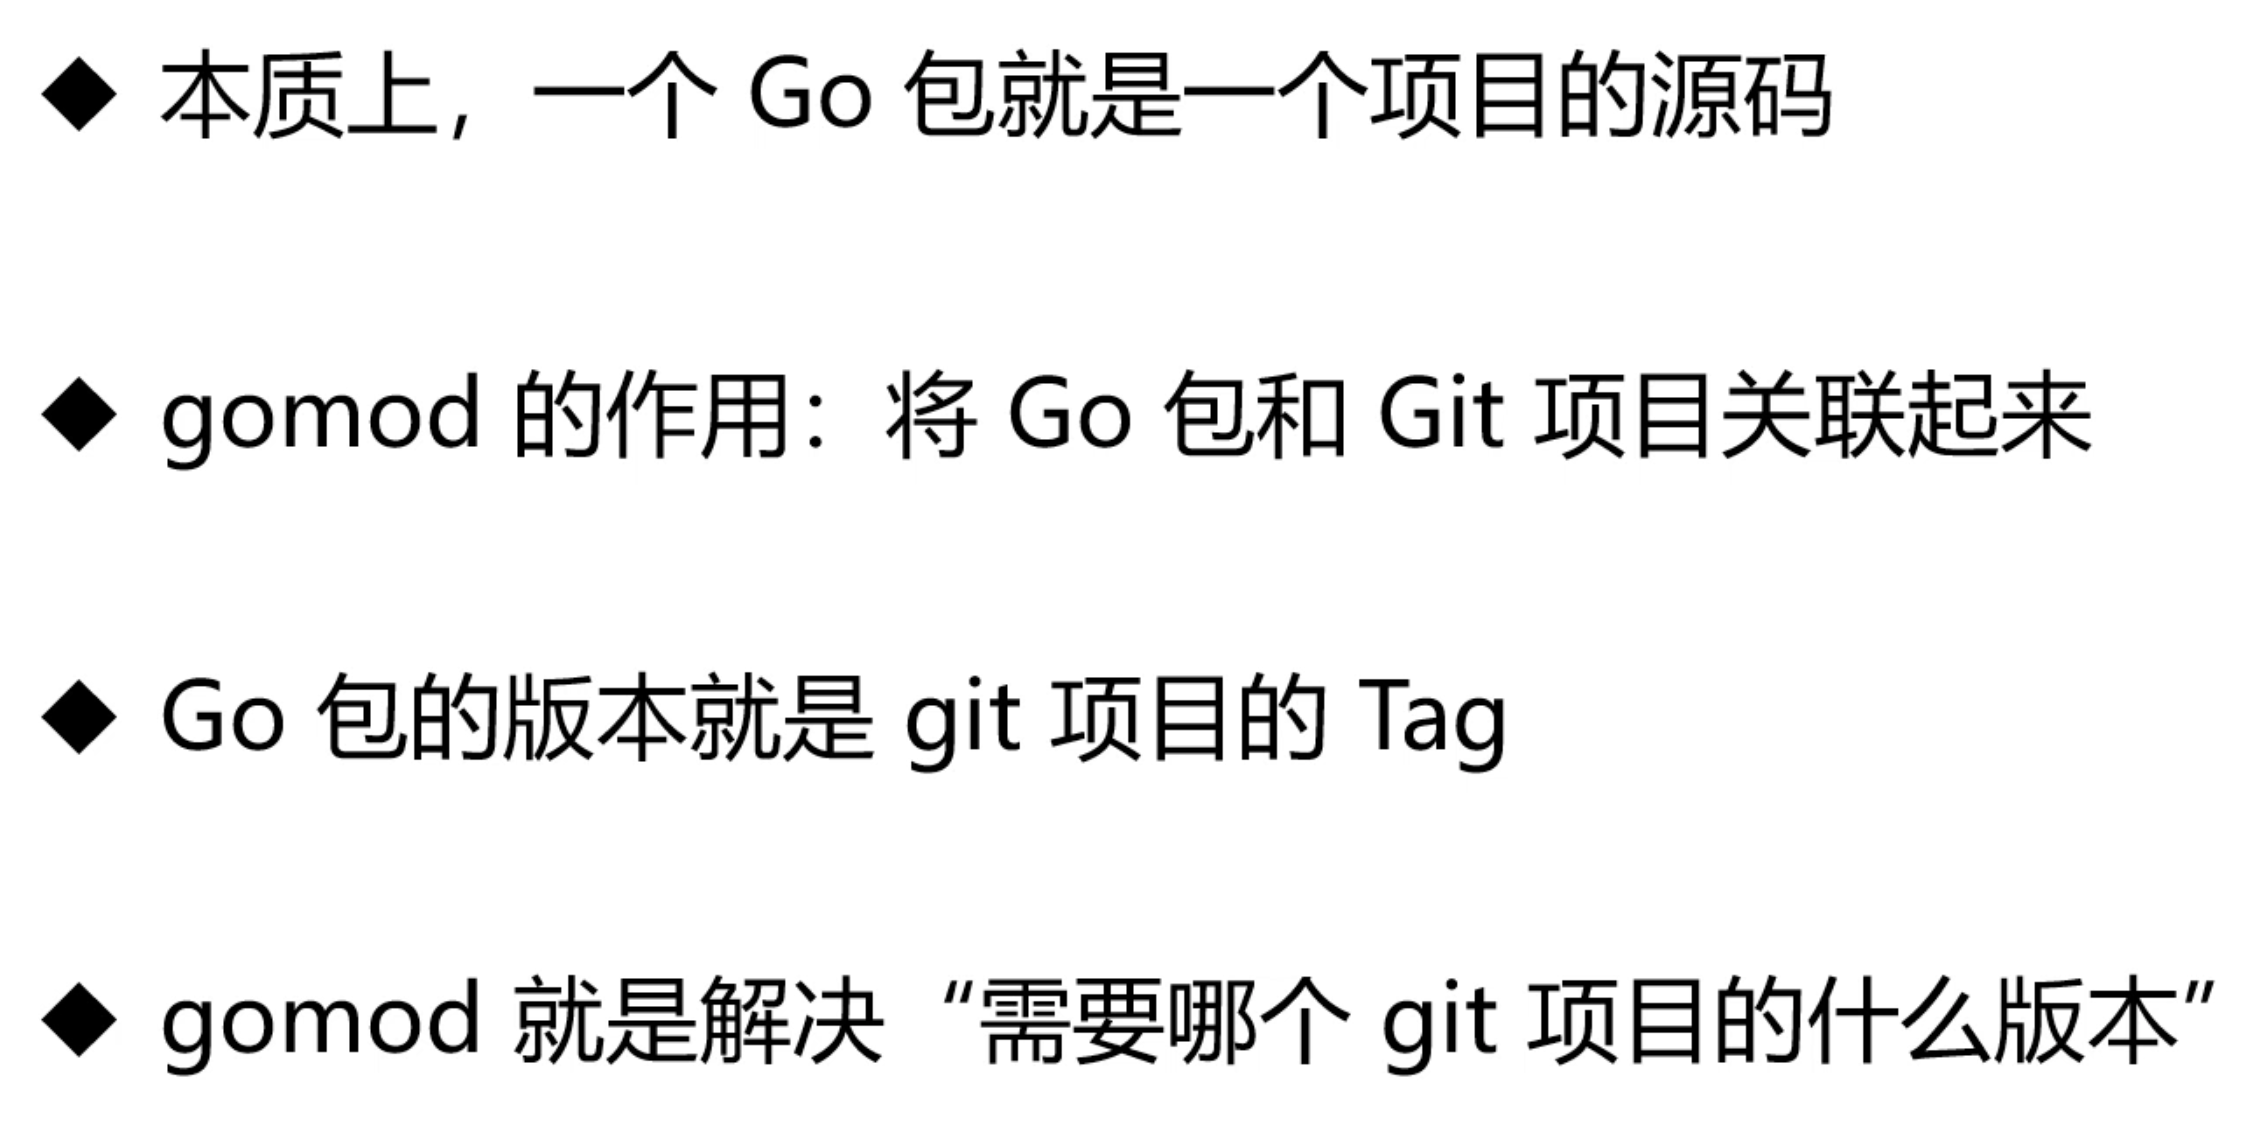 ◆ 本质上，一个 Go 包就是一个项目的源码
◆ gomod 的作用：将 Go 包和 Git 项目关联起来
◆ Go 包的版本就是 git 项目的 Tag
◆ gomod 就是解决“需要哪个 git 项目的什么版本”